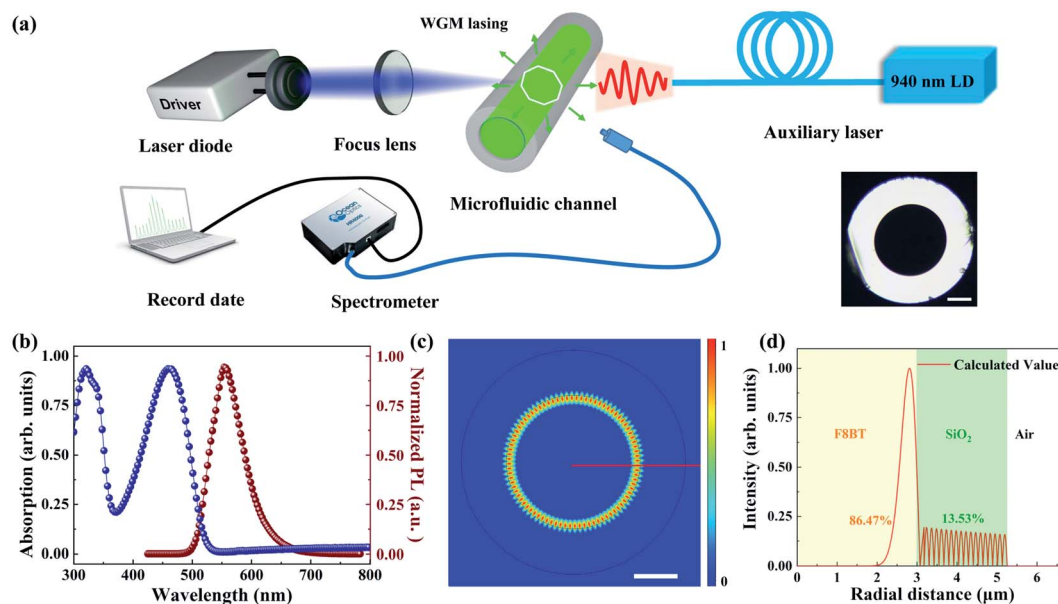 (a)
WGM lasing
Driver
940 nm LD
Laser diode
Focus lens
Auxiliary laser
Microfluidic channel
Ocean
Optics
Record date
Spectrometer
(b)
Absorption (arb. units)
1.00
0.75
0.50
0.25
0.00
300
400
500
600
700
800
Wavelength (nm)
1.00
0.75
0.50
0.25
0.00
Normalized PL (a.u. )
(c)
1
0
(d)
Intensity (arb. units)
1.00
0.75
0.50
0.25
0.00
Calculated Value
F8BT
SiO₂
Air
86.47%
13.53%
0
1
2
3
4
5
6
Radial distance (μm)